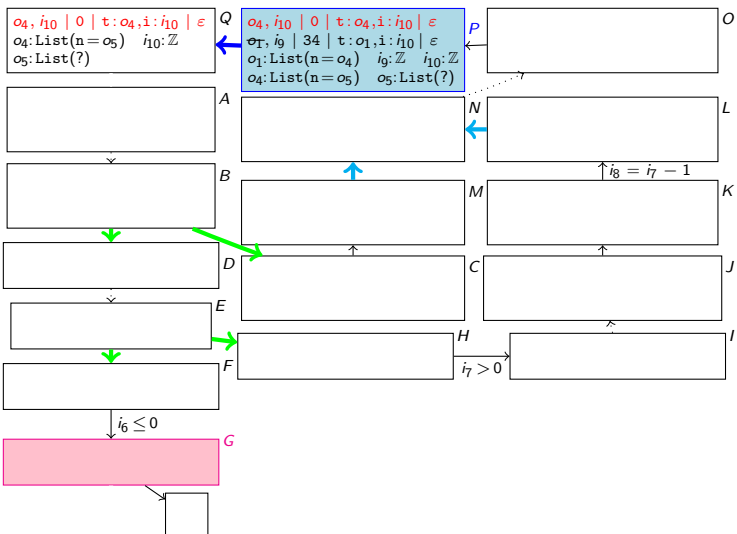 o₄, i₁₀ | 0 | t:o₄,i:i₁₀ | ε
o₄:List(n=o₅) i₁₀:ℤ
o₅:List(?)
Q
o₄, i₁₀ | 0 | t:o₄,i:i₁₀ | ε
o₁, i₉ | 34 | t:o₁,i:i₁₀ | ε
o₁:List(n=o₄) i₉:ℤ i₁₀:ℤ
o₄:List(n=o₅) o₅:List(?)
P
O
A
N
L
B
i₈ = i₇ − 1
M
K
D
C
J
E
H
I
F
i₇ > 0
i₆ ≤ 0
G